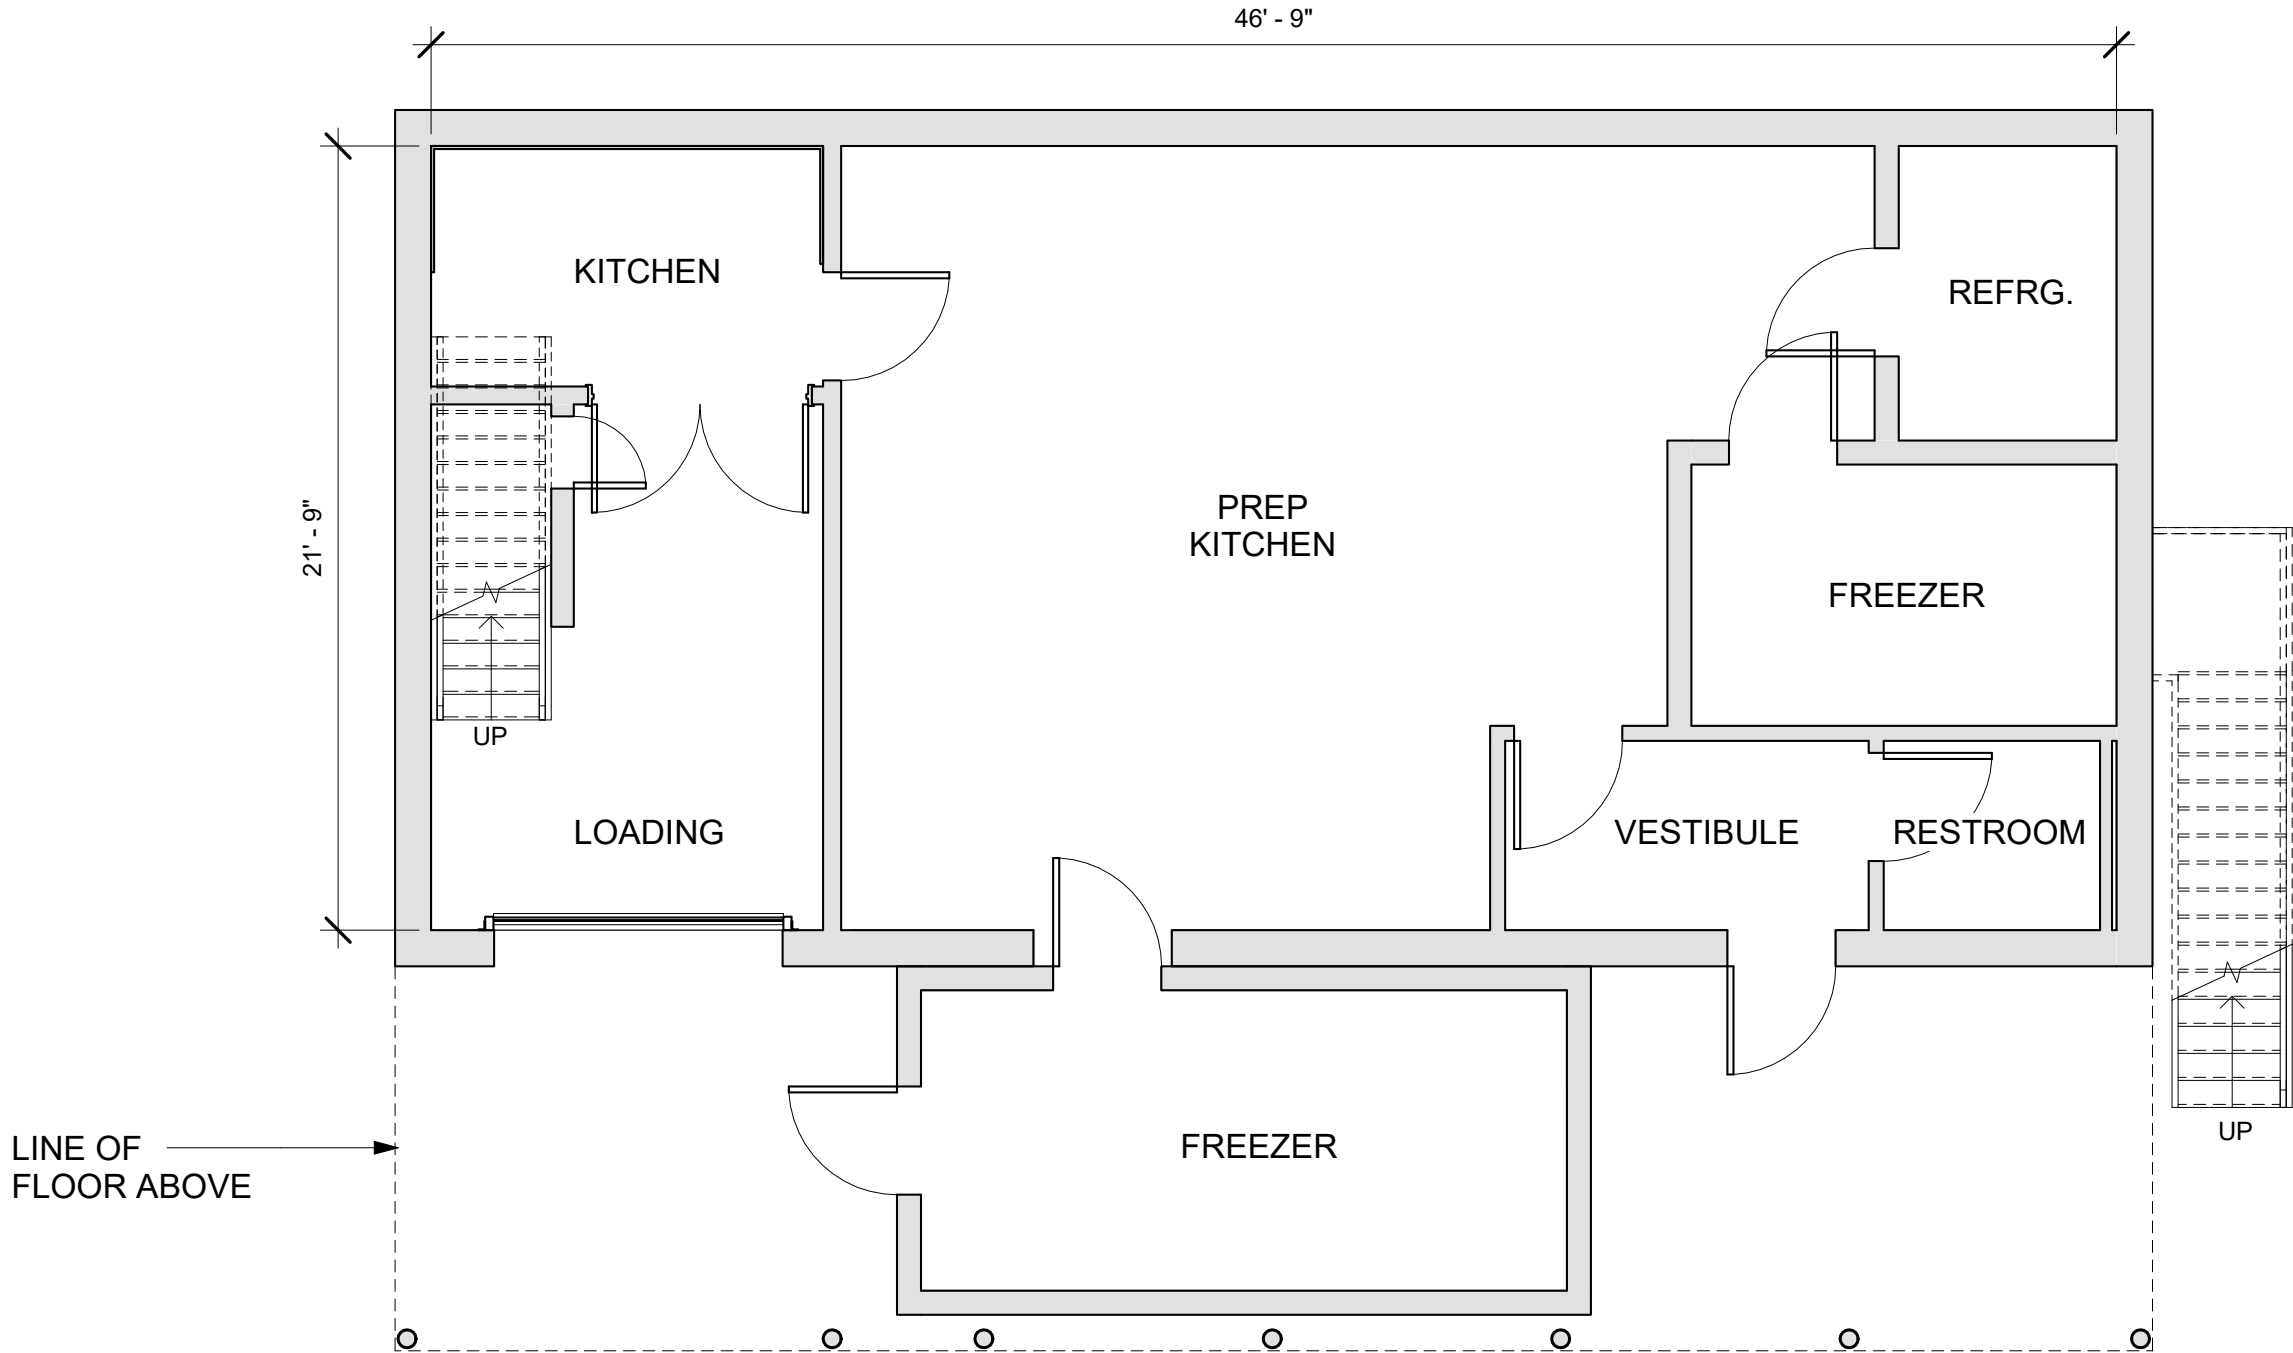 46' - 9"
KITCHEN
REFRG.
PREP
KITCHEN
21' - 9"
FREEZER
UP
LOADING
VESTIBULE
RESTROOM
FREEZER
UP
LINE OF
FLOOR ABOVE